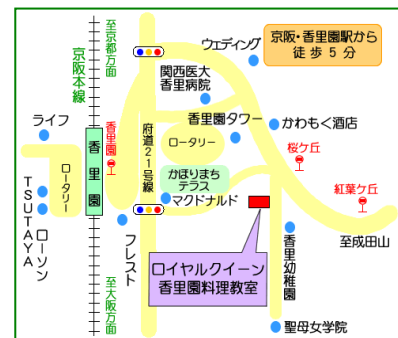 至京都方面
京阪本線
ウェディング
京阪・香里園駅から
徒歩5分
関西医大
香里病院
香里園タワー
かわもく酒店
ライフ
香里園
府道21号線
ロータリー
桜ケ丘
ロータリー
香里園
かほりまち
テラス
マクドナルド
紅葉ケ丘
TSUTAYA
ローソン
フレスト
至成田山
香里幼稚園
ロイヤルクイーン
香里園料理教室
至大阪方面
聖母女学院